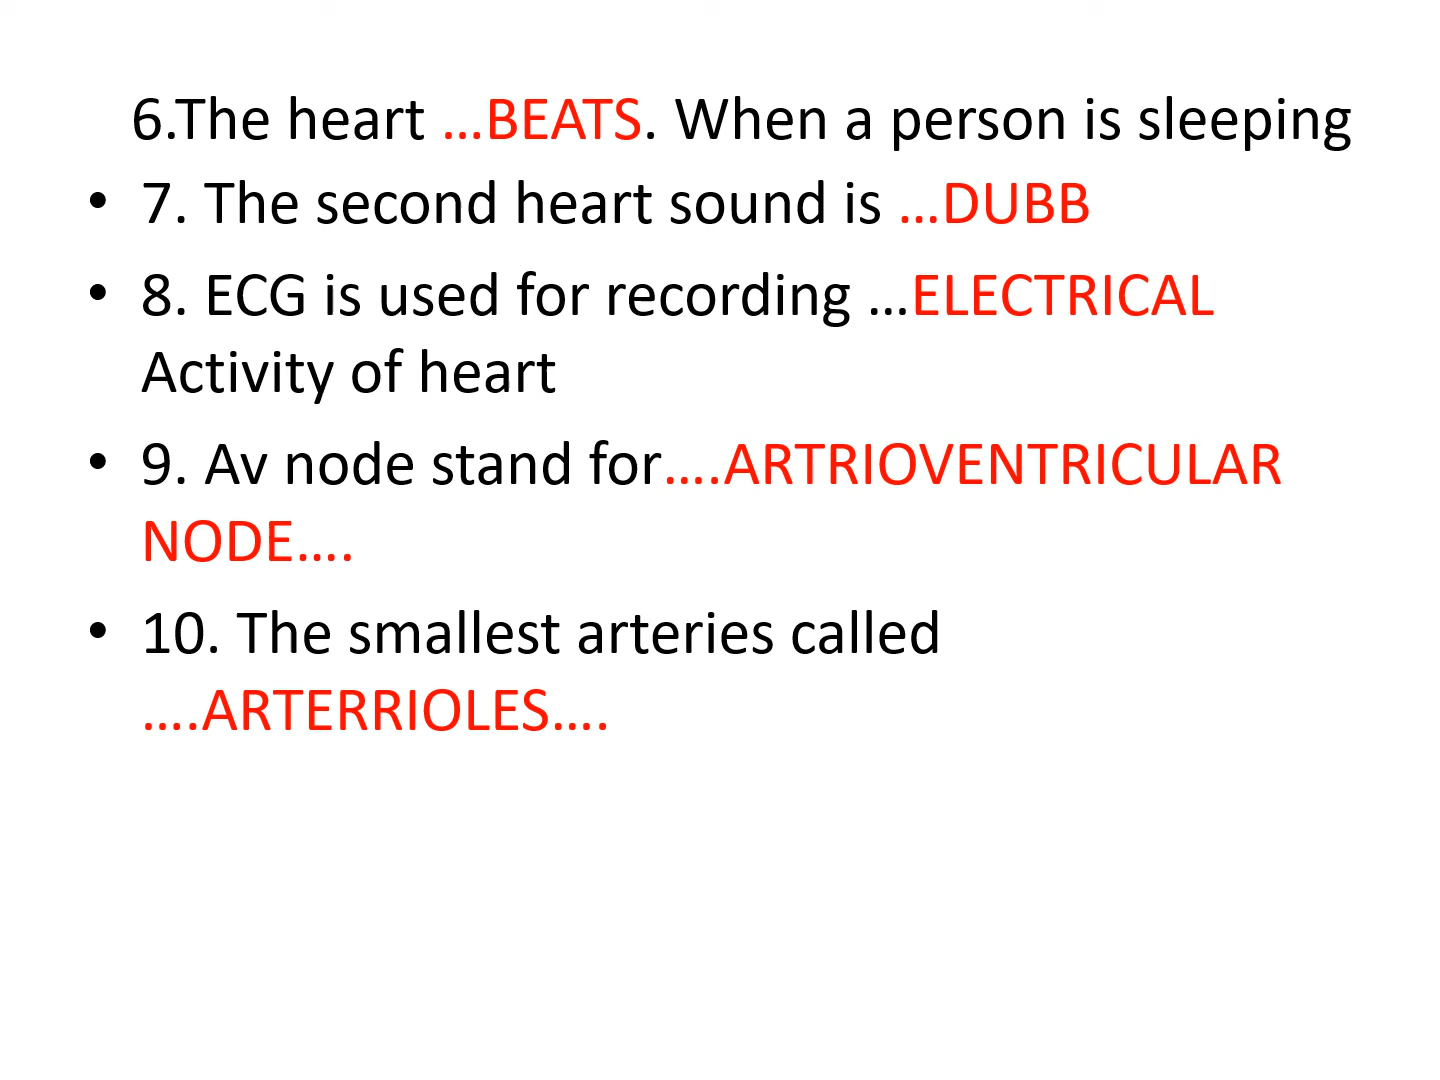 6.The heart …BEATS. When a person is sleeping
• 7. The second heart sound is …DUBB
• 8. ECG is used for recording …ELECTRICAL
Activity of heart
• 9. Av node stand for….ARTRIOVENTRICULAR
NODE….
• 10. The smallest arteries called
….ARTERRIOLES….